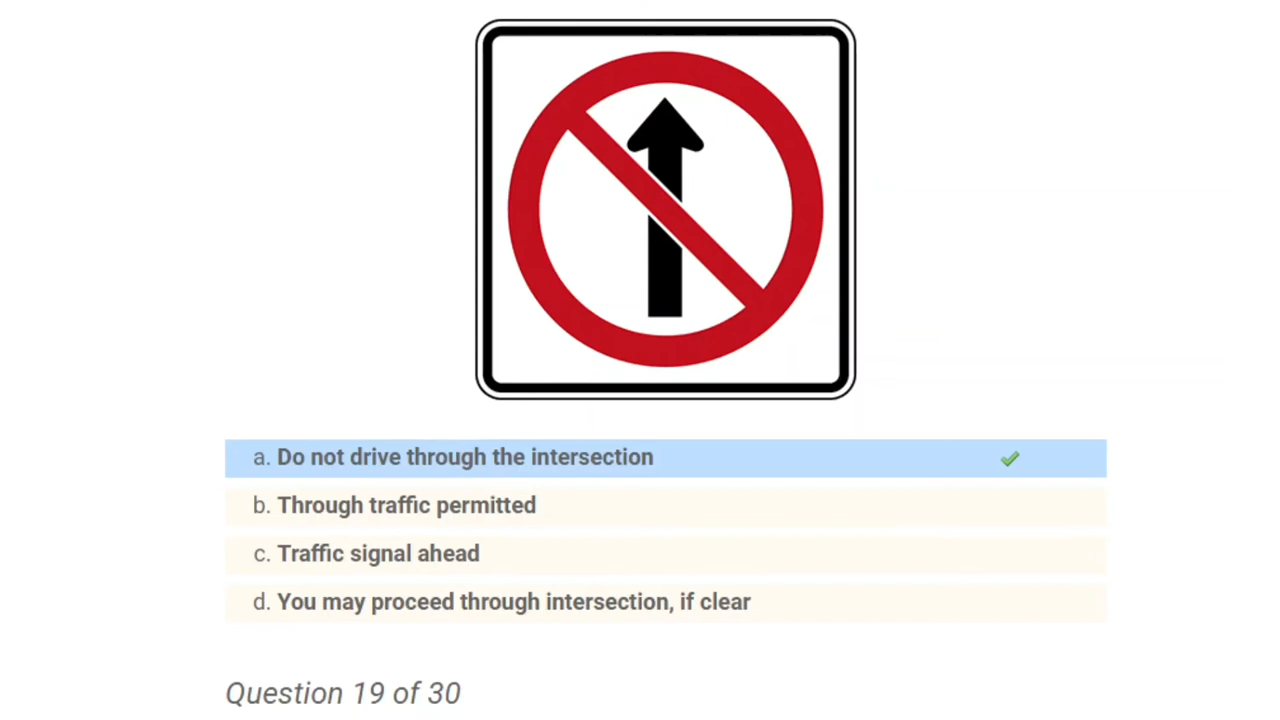 a. Do not drive through the intersection
b. Through traffic permitted
c. Traffic signal ahead
d. You may proceed through intersection, if clear
Question 19 of 30